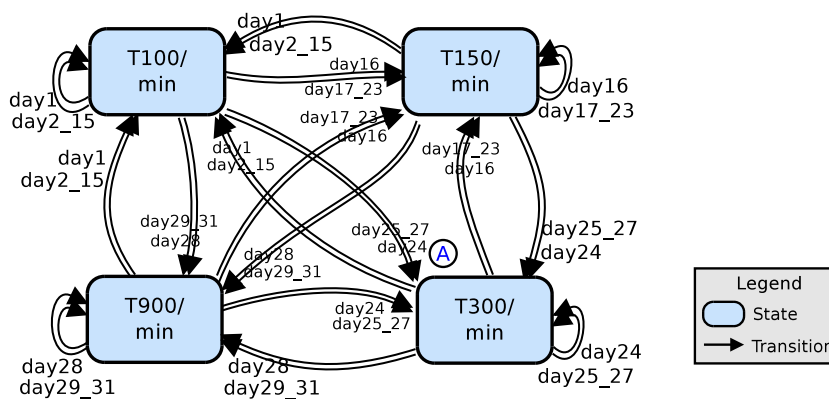 day1
day2_15
T100/
min
T150/
min
day16
day17_23
day1
day2_15
day16
day17_23
day17_23
day16
day1
day2_15
day1
day2_15
day17_23
day16
day29_31
day28
day25_27
day24
A
day25_27
day24
day28
day29_31
T900/
min
T300/
min
day24
day25_27
day28
day29_31
day28
day29_31
day24
day25_27
Legend
State
Transition